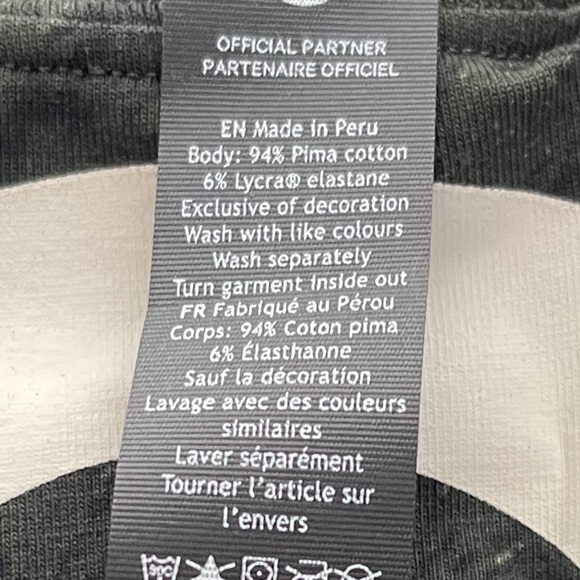 OFFICIAL PARTNER
PARTENAIRE OFFICIEL
EN Made in Peru
Body: 94% Pima cotton
6% Lycra® elastane
Exclusive of decoration
Wash with like colours
Wash separately
Turn garment inside out
FR Fabriqué au Pérou
Corps: 94% Coton pima
6% Élasthanne
Sauf la décoration
Lavage avec des couleurs
similaires
Laver séparément
Tourner l'article sur
l'envers